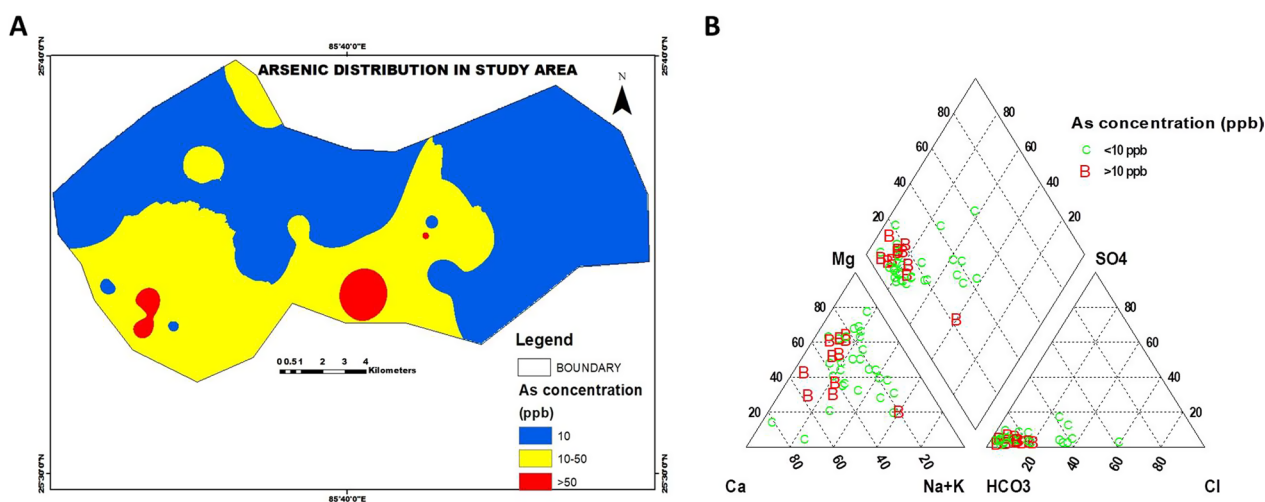 A
85°40'0"E
25°40'0"N
25°40'0"N
ARSENIC DISTRIBUTION IN STUDY AREA
N
0 0.5 1 2 3 4
Kilometers
Legend
BOUNDARY
As concentration
(ppb)
10
10-50
>50
25°30'0"N
25°30'0"N
85°40'0"E
B
As concentration (ppb)
C <10 ppb
B >10 ppb
80 80
60 60
40 40
20 20
Mg SO4
80 80
60 60
40 40
20 20
80 60 40 20 20 40 60 80
Ca Na+K HCO3 Cl